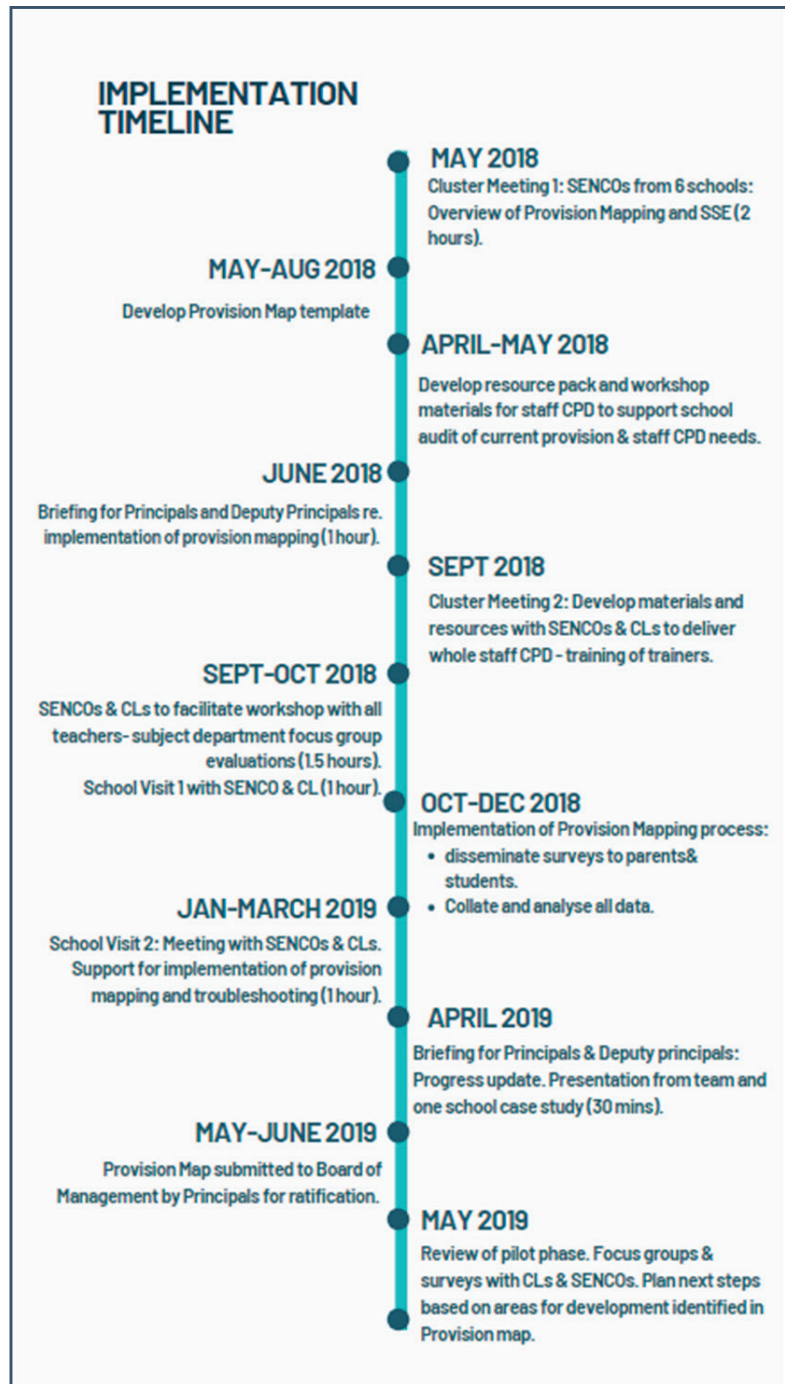 IMPLEMENTATION
TIMELINE
MAY 2018
Cluster Meeting 1: SENCOs from 6 schools:
Overview of Provision Mapping and SSE (2
hours).
MAY-AUG 2018
Develop Provision Map template
APRIL-MAY 2018
Develop resource pack and workshop
materials for staff CPD to support school
audit of current provision & staff CPD needs.
JUNE 2018
Briefing for Principals and Deputy Principals re.
implementation of provision mapping (1 hour).
SEPT 2018
Cluster Meeting 2: Develop materials and
resources with SENCOs & CLs to deliver
whole staff CPD - training of trainers.
SEPT-OCT 2018
SENCOs & CLs to facilitate workshop with all
teachers- subject department focus group
evaluations (1.5 hours).
School Visit 1 with SENCO & CL (1 hour).
OCT-DEC 2018
Implementation of Provision Mapping process:
• disseminate surveys to parents&
students.
• Collate and analyse all data.
JAN-MARCH 2019
School Visit 2: Meeting with SENCOs & CLs.
Support for implementation of provision
mapping and troubleshooting (1 hour).
APRIL 2019
Briefing for Principals & Deputy principals:
Progress update. Presentation from team and
one school case study (30 mins).
MAY-JUNE 2019
Provision Map submitted to Board of
Management by Principals for ratification.
MAY 2019
Review of pilot phase. Focus groups &
surveys with CLs & SENCOs. Plan next steps
based on areas for development identified in
Provision map.